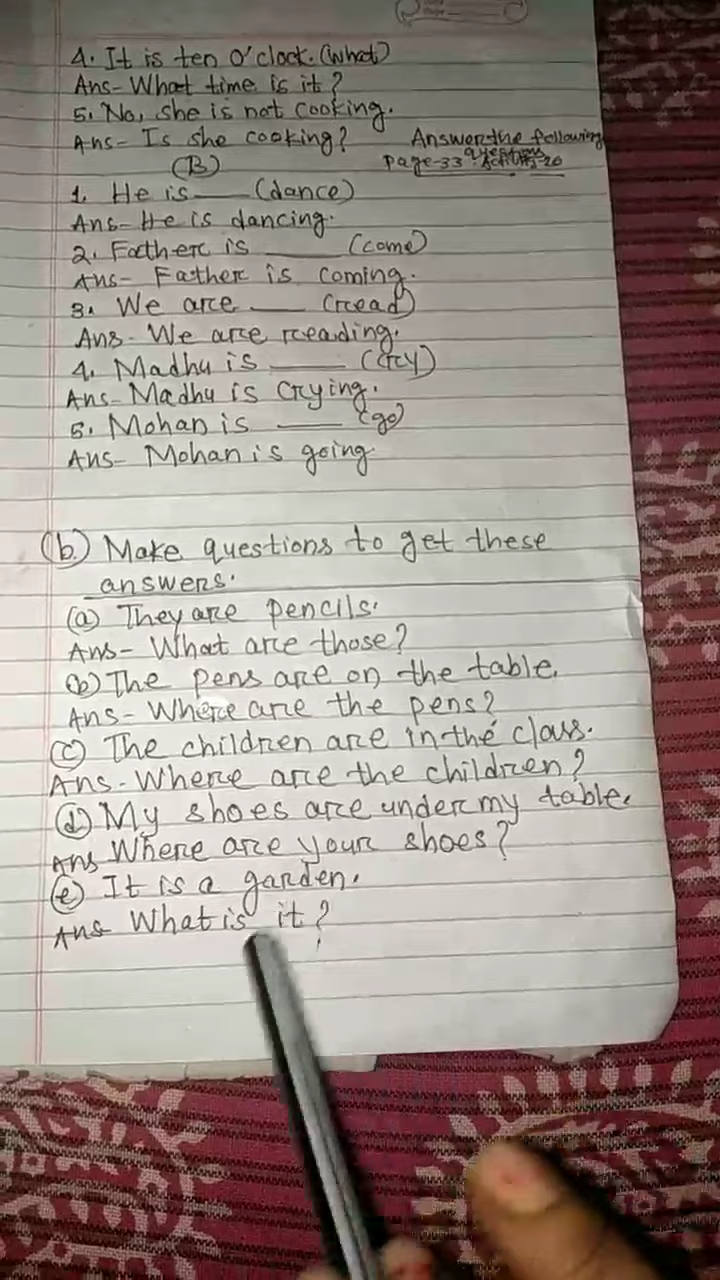 4. It is ten O'clock. (What)
Ans- What time is it?
5. No, she is not cooking.
Ans- Is she cooking?
Answer the following
question
page-33
(B)
1. He is ___ (dance)
Ans- He is dancing.
2. Father is ___ (come)
Ans- Father is coming.
3. We are ___ (read)
Ans- We are reading.
4. Madhu is ___ (cry)
Ans- Madhu is crying.
5. Mohan is ___ (go)
Ans- Mohan is going
(b) Make questions to get these
answers.
(a) They are pencils.
Ans- What are those?
(b) The pens are on the table.
Ans- Where are the pens?
(c) The children are in the class.
Ans- Where are the children?
(d) My shoes are under my table.
Ans Where are your shoes?
(e) It is a garden.
Ans What is it?